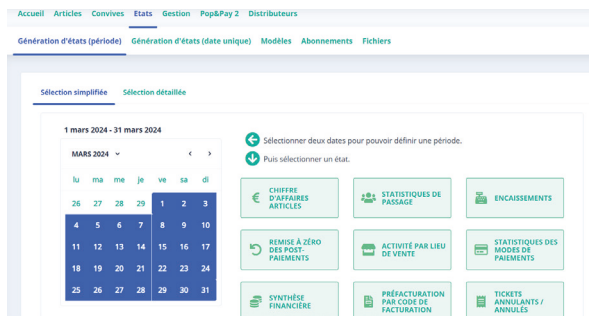 Accueil Articles Convives Etats Gestion Pop&Pay 2 Distributeurs
Génération d'états (période) Génération d'états (date unique) Modèles Abonnements Fichiers
Sélection simplifiée Sélection détaillée
1 mars 2024 - 31 mars 2024
MARS 2024
lu ma me je ve sa di
26 27 28 29 1 2 3
4 5 6 7 8 9 10
11 12 13 14 15 16 17
18 19 20 21 22 23 24
25 26 27 28 29 30 31
Sélectionner deux dates pour pouvoir définir une période.
Puis sélectionner un état.
€ CHIFFRE
D'AFFAIRES
ARTICLES
STATISTIQUES DE
PASSAGE
ENCAISSEMENTS
REMISE À ZÉRO
DES POST-
PAIEMENTS
ACTIVITÉ PAR LIEU
DE VENTE
STATISTIQUES DES
MODES DE
PAIEMENTS
SYNTHÈSE
FINANCIÈRE
PRÉFACTURATION
PAR CODE DE
FACTURATION
TICKETS
ANNULANTS /
ANNULÉS